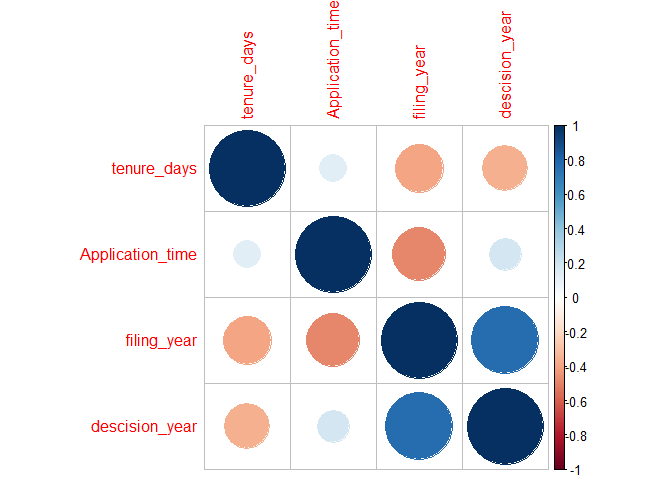 tenure_days
Application_time
filing_year
descision_year
tenure_days
Application_time
filing_year
descision_year
1
0.8
0.6
0.4
0.2
0
-0.2
-0.4
-0.6
-0.8
-1